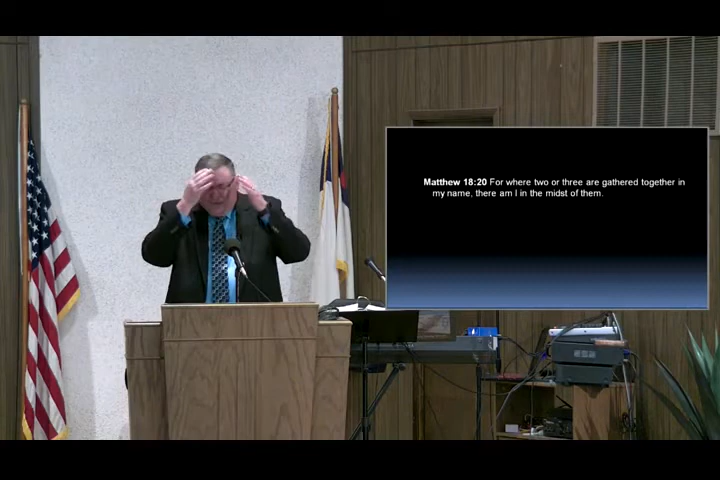 Matthew 18:20 For where two or three are gathered together in
my name, there am I in the midst of them.